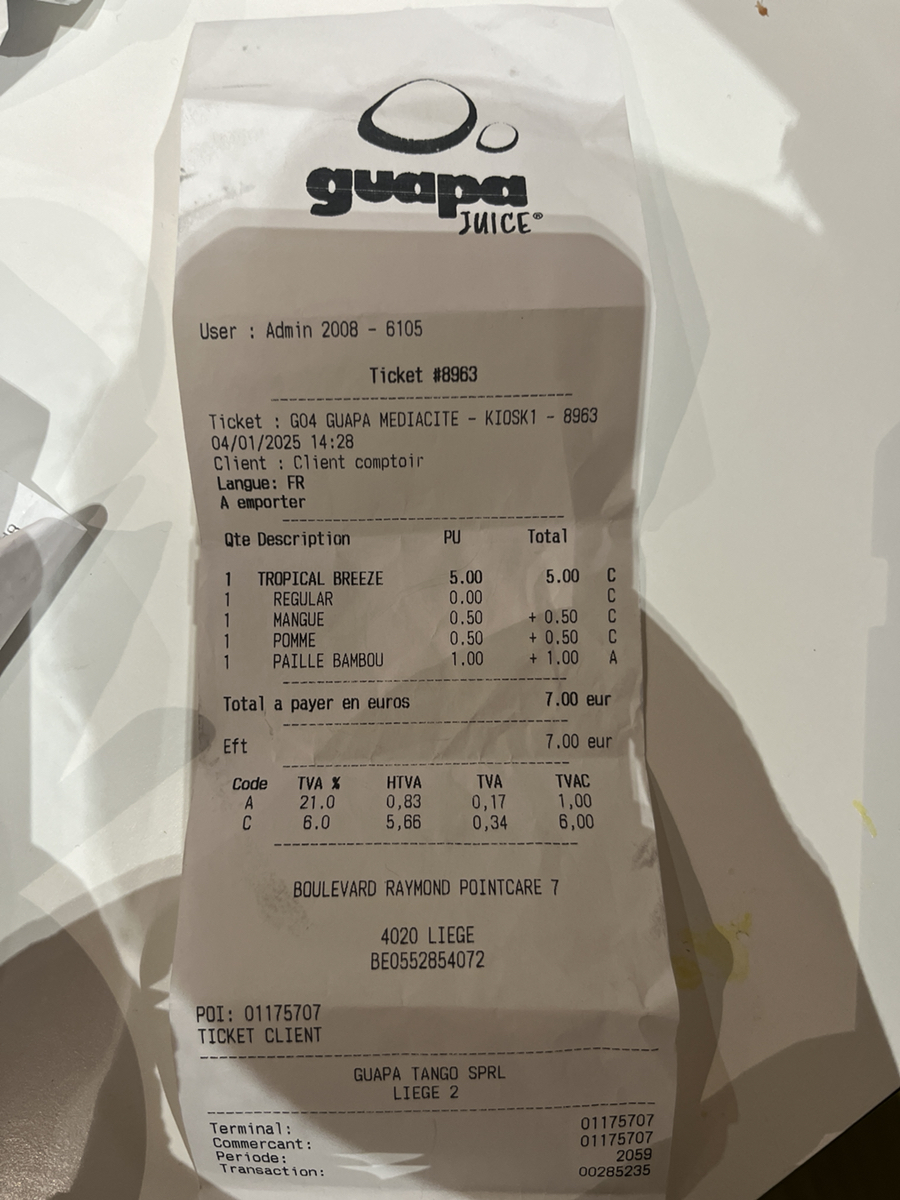 guapa
JUICE®
User : Admin 2008 - 6105
Ticket #8963
Ticket : G04 GUAPA MEDIACITE - KIOSK1 - 8963
04/01/2025 14:28
Client : Client comptoir
Langue: FR
A emporter
Qte Description PU Total
1 TROPICAL BREEZE 5.00 5.00 C
1 REGULAR 0.00 C
1 MANGUE 0.50 + 0.50 C
1 POMME 0.50 + 0.50 C
1 PAILLE BAMBOU 1.00 + 1.00 A
Total a payer en euros 7.00 eur
Eft 7.00 eur
Code TVA % HTVA TVA TVAC
A 21.0 0,83 0,17 1,00
C 6.0 5,66 0,34 6,00
BOULEVARD RAYMOND POINTCARE 7
4020 LIEGE
BE0552854072
POI: 01175707
TICKET CLIENT
GUAPA TANGO SPRL
LIEGE 2
Terminal: 01175707
Commercant: 01175707
Periode: 2059
Transaction: 00285235